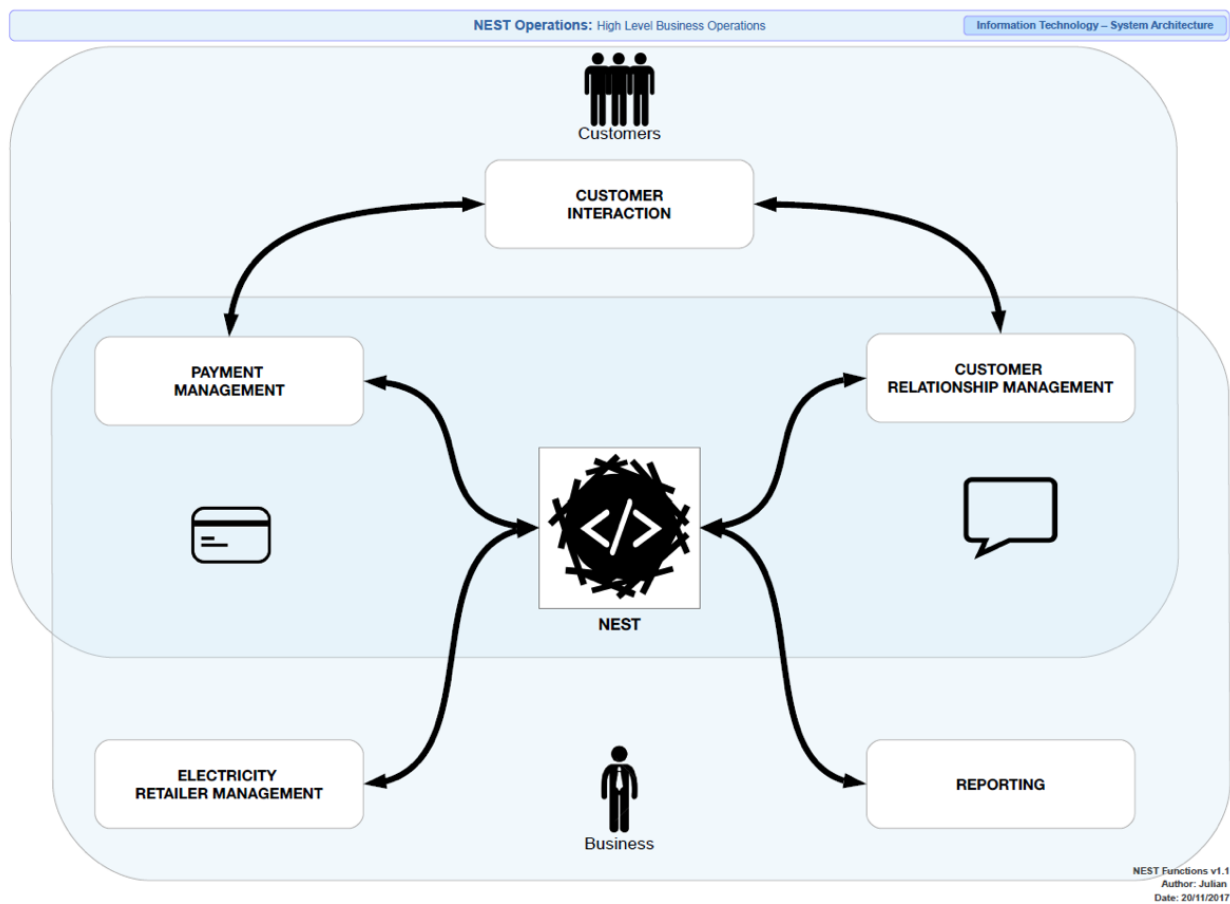 NEST Operations: High Level Business Operations
Information Technology – System Architecture
Customers
CUSTOMER
INTERACTION
PAYMENT
MANAGEMENT
CUSTOMER
RELATIONSHIP MANAGEMENT
</>
NEST
ELECTRICITY
RETAILER MANAGEMENT
REPORTING
Business
NEST Functions v1.1
Author: Julian
Date: 20/11/2017